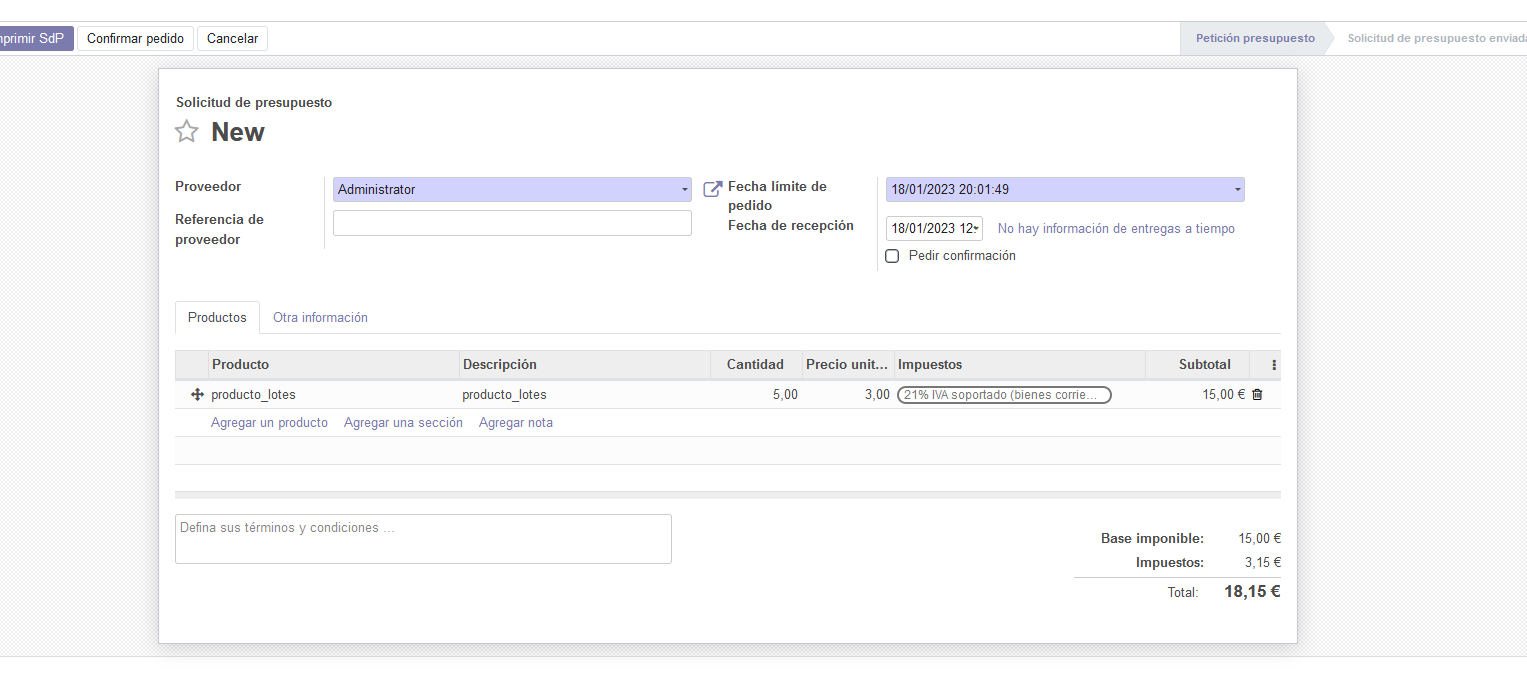 mprimir SdP Confirmar pedido Cancelar Petición presupuesto Solicitud de presupuesto enviada
Solicitud de presupuesto
New
Proveedor Administrator
Referencia de
proveedor
Fecha límite de
pedido 18/01/2023 20:01:49
Fecha de recepción 18/01/2023 12 No hay información de entregas a tiempo
Pedir confirmación
Productos Otra información
Producto Descripción Cantidad Precio unit... Impuestos Subtotal
producto_lotes producto_lotes 5,00 3,00 21% IVA soportado (bienes corrie... 15,00 €
Agregar un producto Agregar una sección Agregar nota
Defina sus términos y condiciones ...
Base imponible: 15,00 €
Impuestos: 3,15 €
Total: 18,15 €